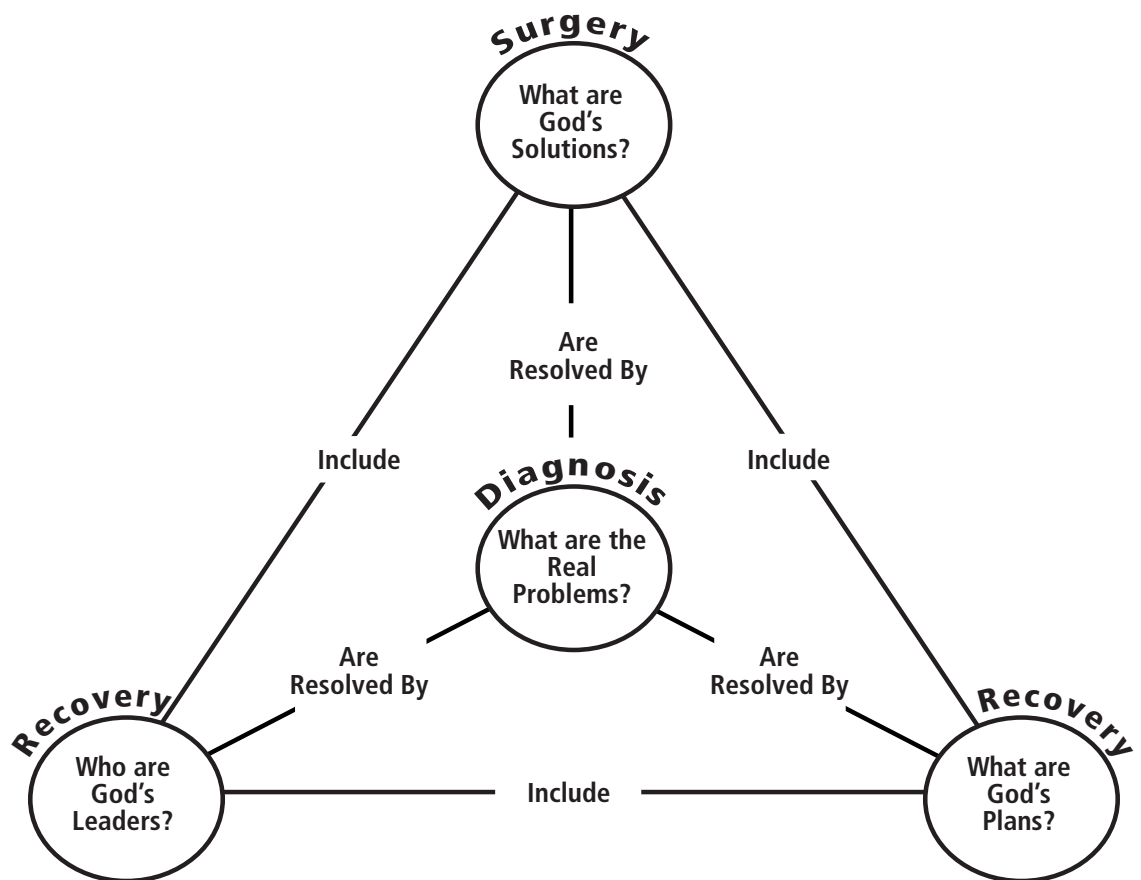 Surgery
What are
God's
Solutions?
Are
Resolved By
Include
Include
Diagnosis
What are the
Real
Problems?
Are
Resolved By
Are
Resolved By
Recovery
Who are
God's
Leaders?
Include
Recovery
What are
God's
Plans?